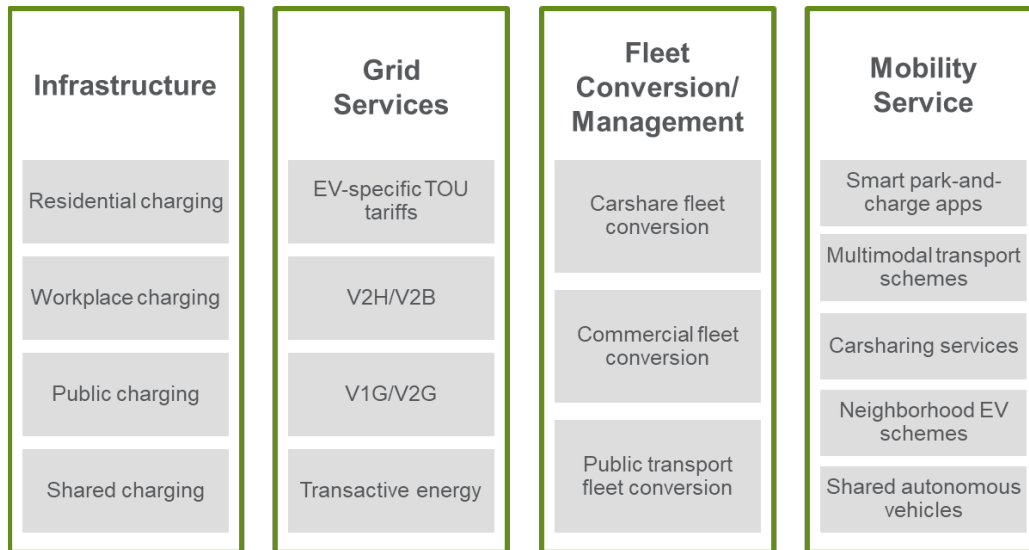 Infrastructure
Residential charging
Workplace charging
Public charging
Shared charging
Grid
Services
EV-specific TOU
tariffs
V2H/V2B
V1G/V2G
Transactive energy
Fleet
Conversion/
Management
Carshare fleet
conversion
Commercial fleet
conversion
Public transport
fleet conversion
Mobility
Service
Smart park-and-
charge apps
Multimodal transport
schemes
Carsharing services
Neighborhood EV
schemes
Shared autonomous
vehicles